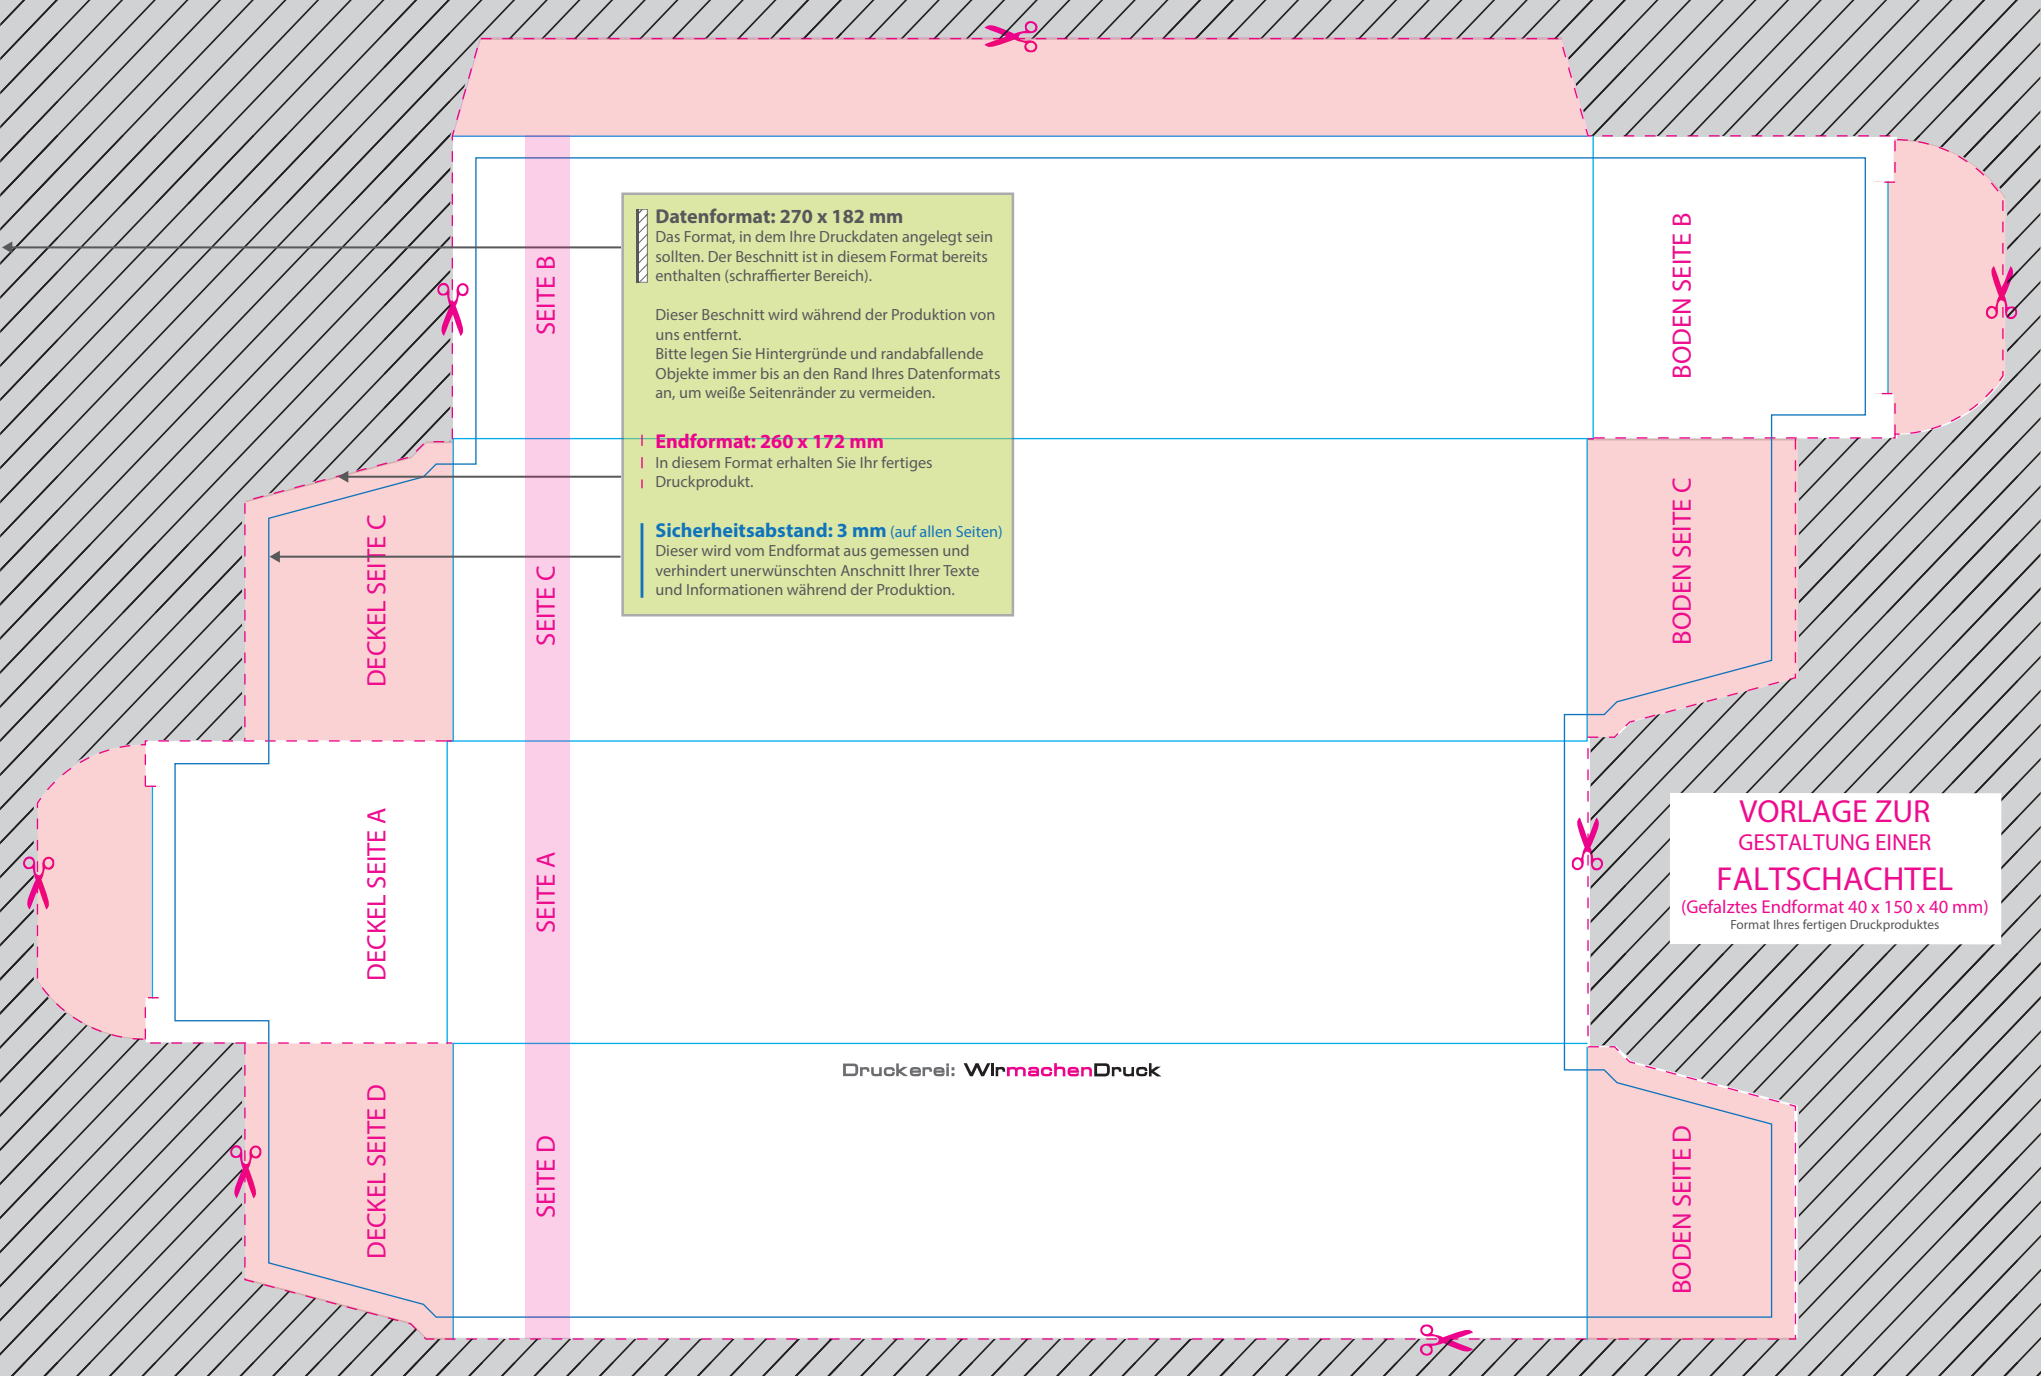 Datenformat: 270 x 182 mm
Das Format, in dem Ihre Druckdaten angelegt sein
sollten. Der Beschnitt ist in diesem Format bereits
enthalten (schraffierter Bereich).
Dieser Beschnitt wird während der Produktion von
uns entfernt.
Bitte legen Sie Hintergründe und randabfallende
Objekte immer bis an den Rand Ihres Datenformats
an, um weiße Seitenränder zu vermeiden.
Endformat: 260 x 172 mm
In diesem Format erhalten Sie Ihr fertiges
Druckprodukt.
Sicherheitsabstand: 3 mm (auf allen Seiten)
Dieser wird vom Endformat aus gemessen und
verhindert unerwünschten Anschnitt Ihrer Texte
und Informationen während der Produktion.
SEITE B
BODEN SEITE B
DECKEL SEITE C
SEITE C
BODEN SEITE C
DECKEL SEITE A
SEITE A
VORLAGE ZUR
GESTALTUNG EINER
FALTSCHACHTEL
(Gefalztes Endformat 40 x 150 x 40 mm)
Format Ihres fertigen Druckproduktes
Druckerei: WIrmachenDruck
DECKEL SEITE D
SEITE D
BODEN SEITE D